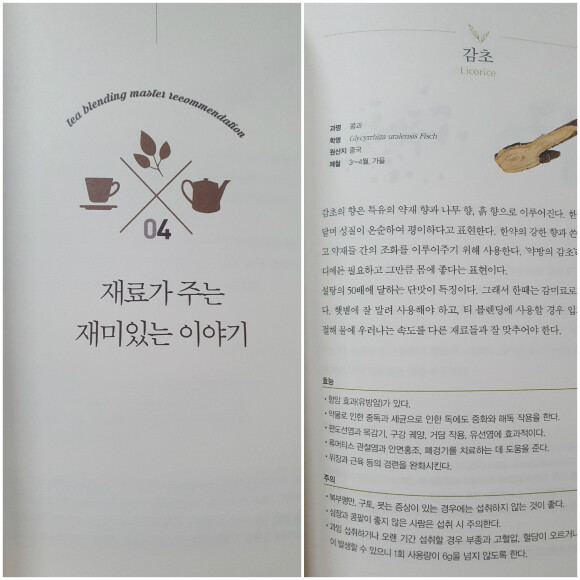 tea blending master recommendation
04
재료가 주는
재미있는 이야기
감초
Licorice
과명 콩과
학명 Glycyrrhiza uralensis Fisch
원산지 중국
제철 3~4월, 가을
감초의 향은 특유의 약재 향과 나무 향, 흙 향으로 이루어진다. 한
달며 성질이 온순하여 평이하다고 표현한다. 한약의 강한 향과 쓴
고 약재들 간의 조화를 이루어주기 위해 사용한다. '약방의 감초'
디에든 필요하고 그만큼 몸에 좋다는 표현이다.
설탕의 50배에 달하는 단맛이 특징이다. 그래서 한때는 감미료로
다. 햇볕에 잘 말려 사용해야 하고, 티 블렌딩에 사용할 경우 입
절해 물에 우러나는 속도를 다른 재료들과 잘 맞추어야 한다.
효능
• 항암 효과(유방암)가 있다.
• 약물로 인한 중독과 세균으로 인한 독에도 중화와 해독 작용을 한다.
• 편도선염과 목감기, 구강 궤양, 거담 작용, 유선염에 효과적이다.
• 류머티스 관절염과 안면홍조, 폐경기를 치료하는 데 도움을 준다.
• 위장과 근육 등의 경련을 완화시킨다.
주의
• 복부팽만, 구토, 붓는 증상이 있는 경우에는 섭취하지 않는 것이 좋다.
• 심장과 콩팥이 좋지 않은 사람은 섭취 시 주의한다.
• 과잉 섭취하거나 오랜 기간 섭취할 경우 부종과 고혈압, 혈당이 오르거나
이 발생할 수 있으니 1회 사용량이 6g을 넘지 않도록 한다.